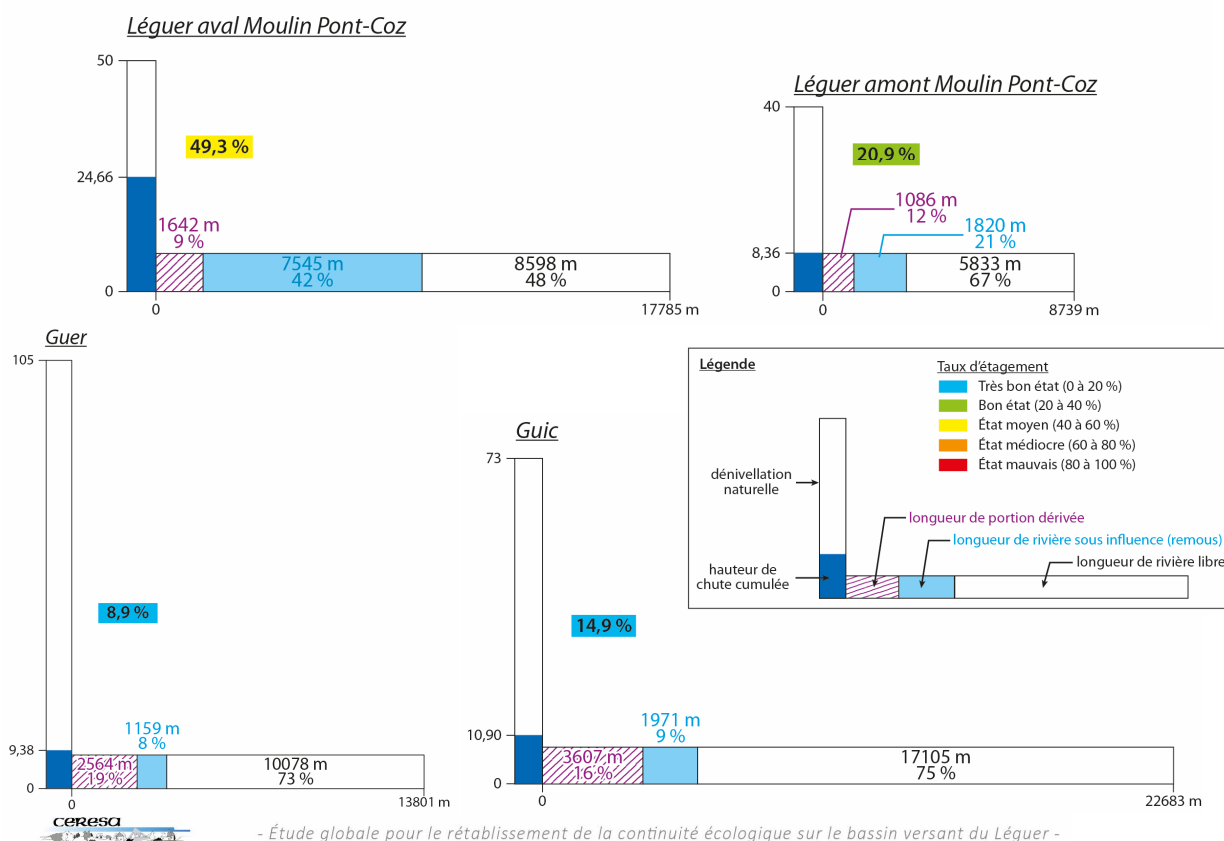 Léguer aval Moulin Pont-Coz
50
49,3 %
24,66
1642 m
9 %
7545 m
42 %
8598 m
48 %
0
0
17785 m
Léguer amont Moulin Pont-Coz
40
20,9 %
1086 m
12 %
1820 m
21 %
8,36
5833 m
67 %
0
0
8739 m
Guer
105
8,9 %
1159 m
8 %
9,38
2564 m
19 %
10078 m
73 %
0
0
13801 m
Guic
73
14,9 %
1971 m
9 %
10,90
3607 m
16 %
17105 m
75 %
0
0
22683 m
Légende
Taux d'étagement
Très bon état (0 à 20 %)
Bon état (20 à 40 %)
État moyen (40 à 60 %)
État médiocre (60 à 80 %)
État mauvais (80 à 100 %)
dénivellation
naturelle
longueur de portion dérivée
longueur de rivière sous influence (remous)
longueur de rivière libre
hauteur de
chute cumulée
ceresa
- Étude globale pour le rétablissement de la continuité écologique sur le bassin versant du Léguer -